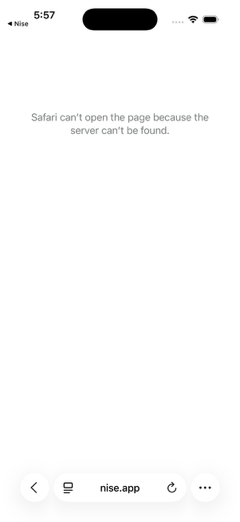 5:57
◀ Nise
Safari can't open the page because the
server can't be found.
nise.app